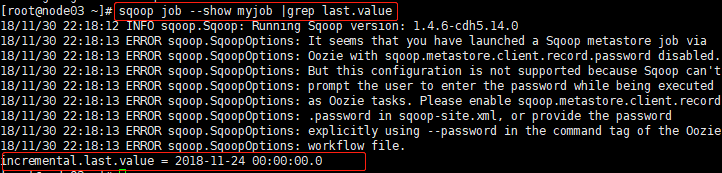 [root@node03 ~]# sqoop job --show myjob |grep last.value
18/11/30 22:18:12 INFO sqoop.Sqoop: Running Sqoop version: 1.4.6-cdh5.14.0
18/11/30 22:18:13 ERROR sqoop.SqoopOptions: It seems that you have launched a Sqoop metastore job via
18/11/30 22:18:13 ERROR sqoop.SqoopOptions: Oozie with sqoop.metastore.client.record.password disabled.
18/11/30 22:18:13 ERROR sqoop.SqoopOptions: But this configuration is not supported because Sqoop can't
18/11/30 22:18:13 ERROR sqoop.SqoopOptions: prompt the user to enter the password while being executed
18/11/30 22:18:13 ERROR sqoop.SqoopOptions: as Oozie tasks. Please enable sqoop.metastore.client.record
18/11/30 22:18:13 ERROR sqoop.SqoopOptions: .password in sqoop-site.xml, or provide the password
18/11/30 22:18:13 ERROR sqoop.SqoopOptions: explicitly using --password in the command tag of the Oozie
18/11/30 22:18:13 ERROR sqoop.SqoopOptions: workflow file.
incremental.last.value = 2018-11-24 00:00:00.0